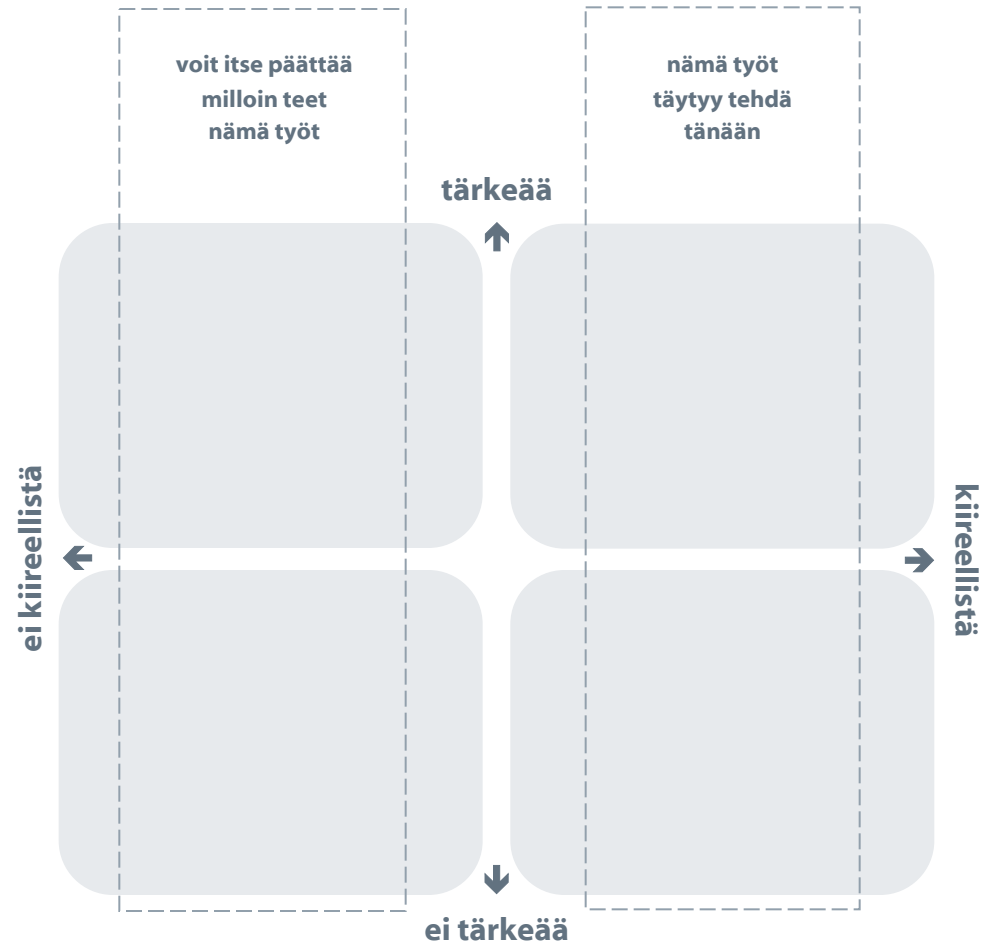 voit itse päättää
milloin teet
nämä työt
nämä työt
täytyy tehdä
tänään
tärkeää
ei kiireellistä
kiireellistä
ei tärkeää